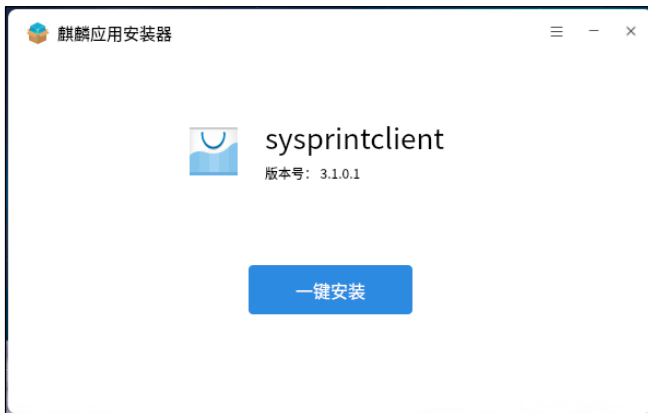 麒麟应用安装器
sysprintclient
版本号： 3.1.0.1
一键安装